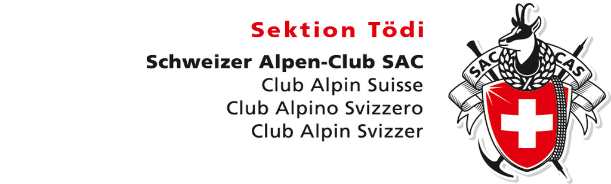 Sektion Tödi
Schweizer Alpen-Club SAC
Club Alpin Suisse
Club Alpino Svizzero
Club Alpin Svizzer
SAC CAS